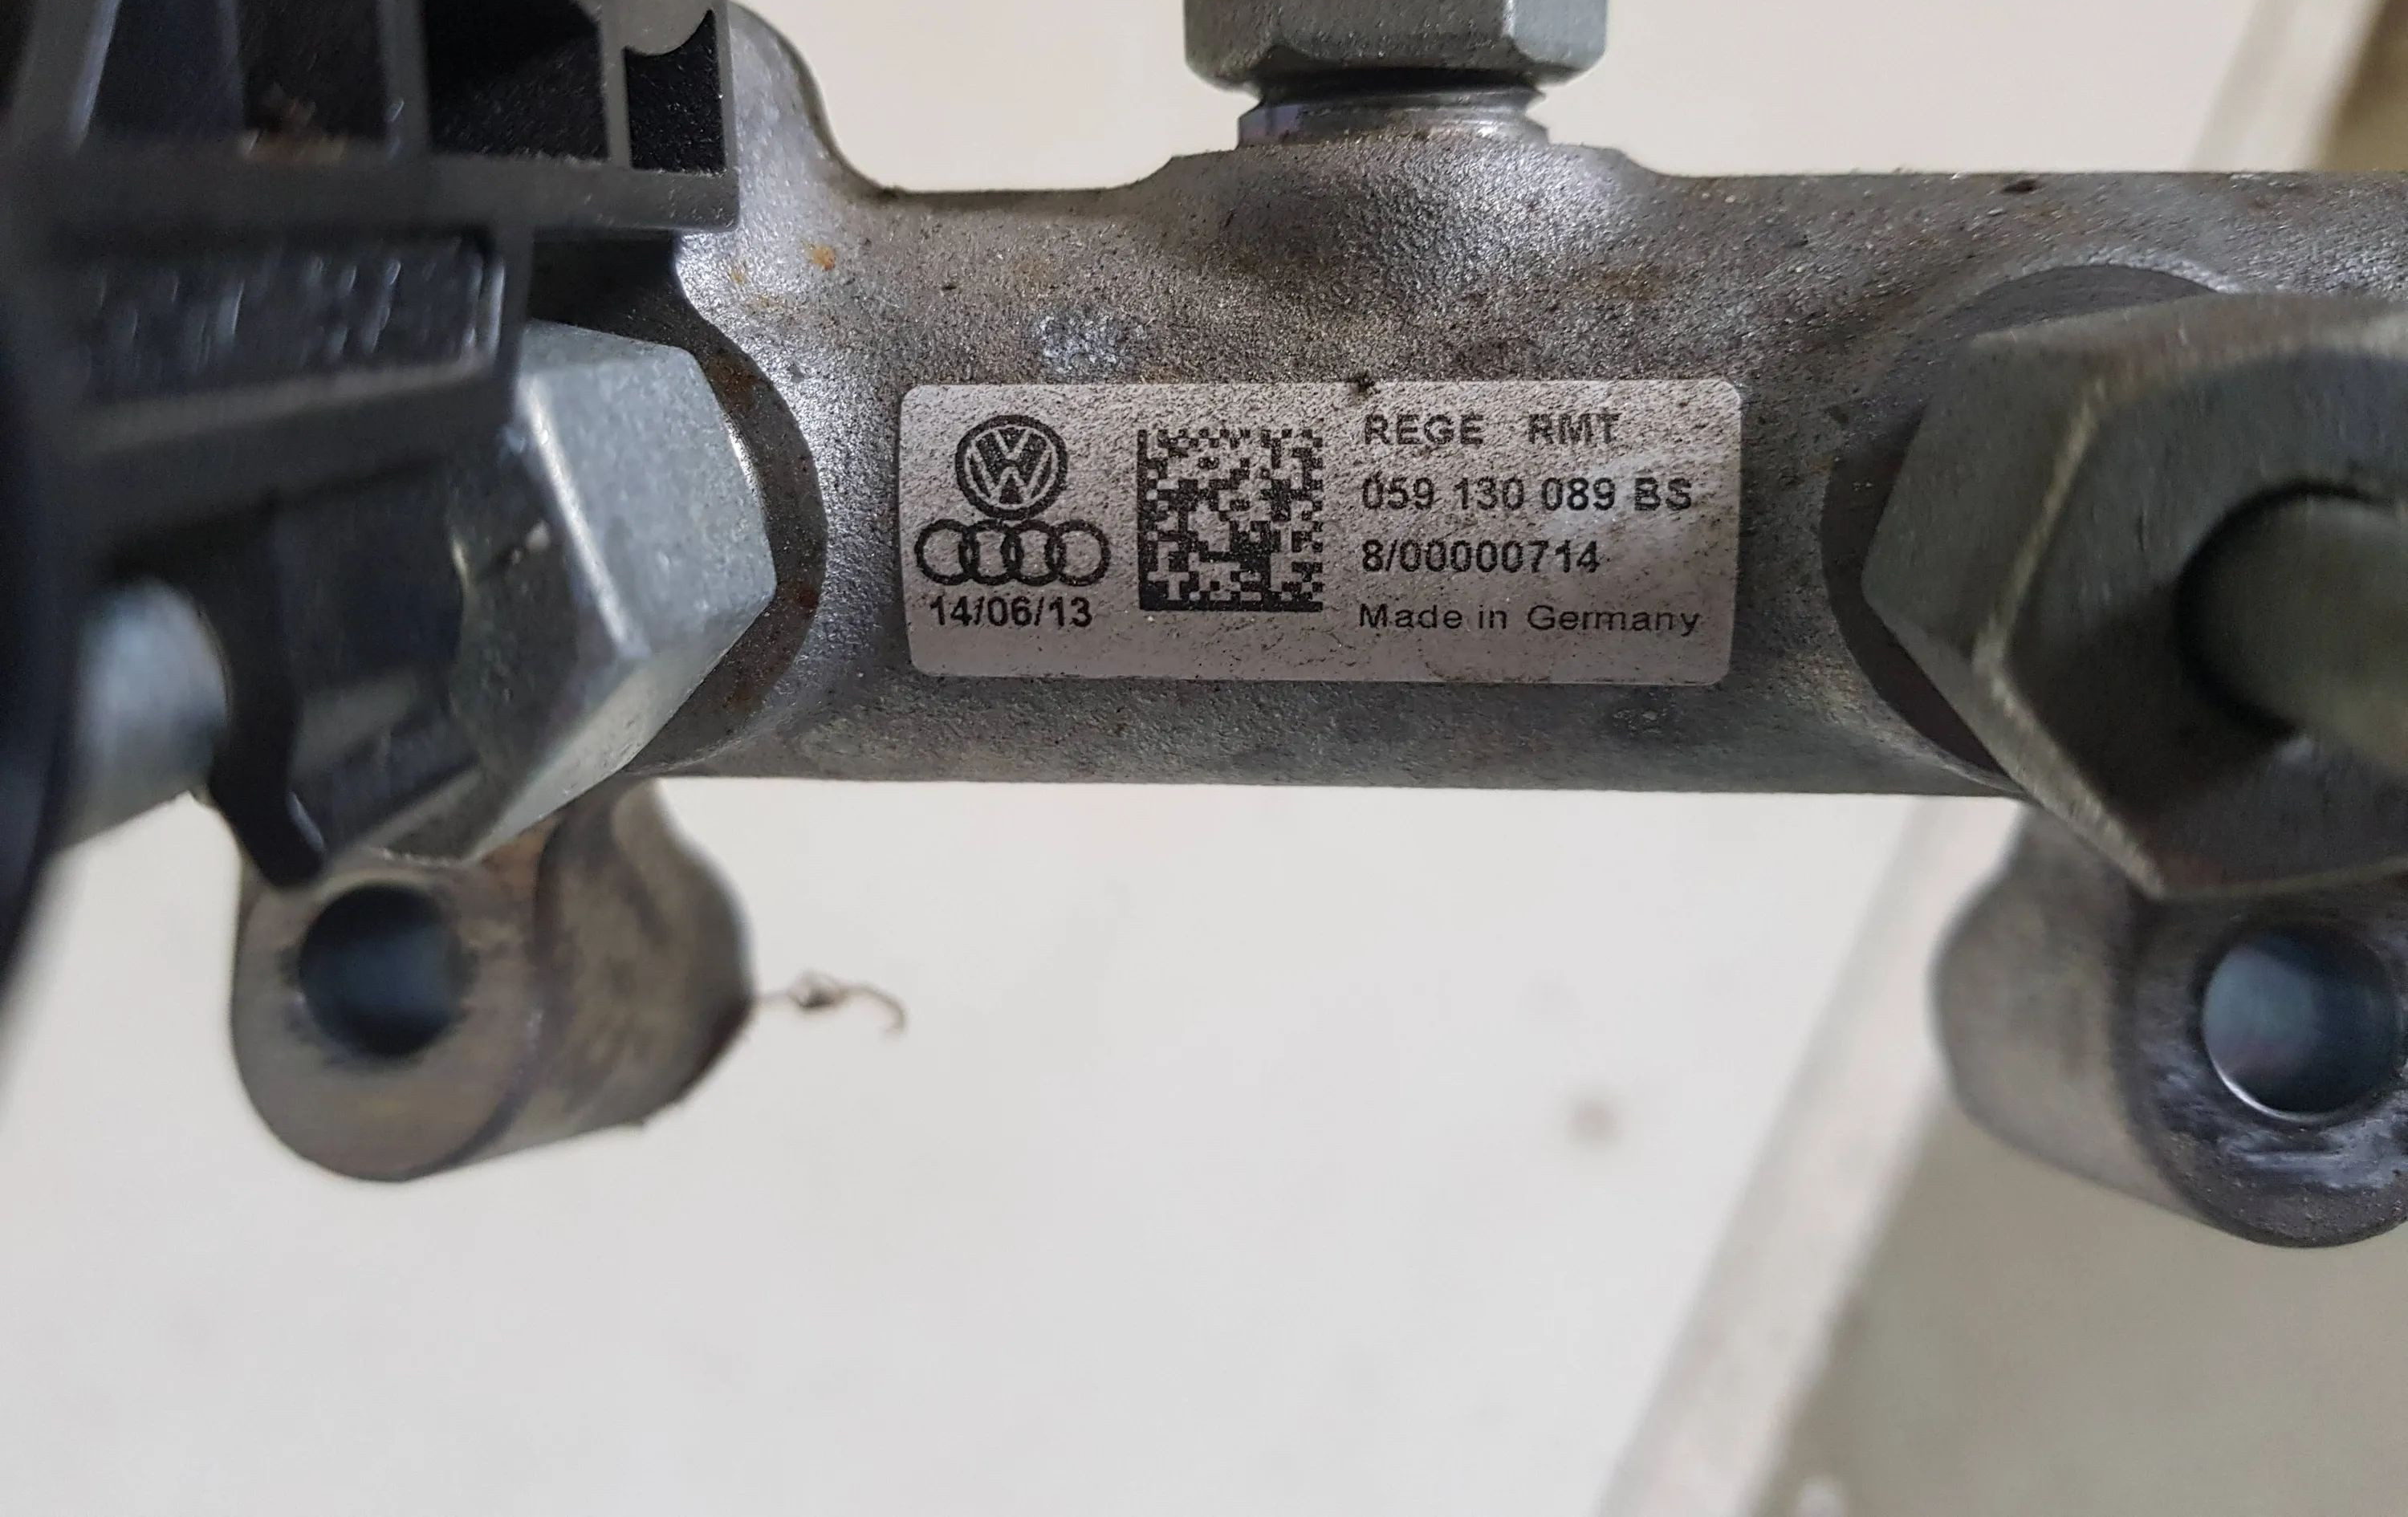 REGE RMT
059 130 089 BS
8/00000714
14/06/13
Made in Germany